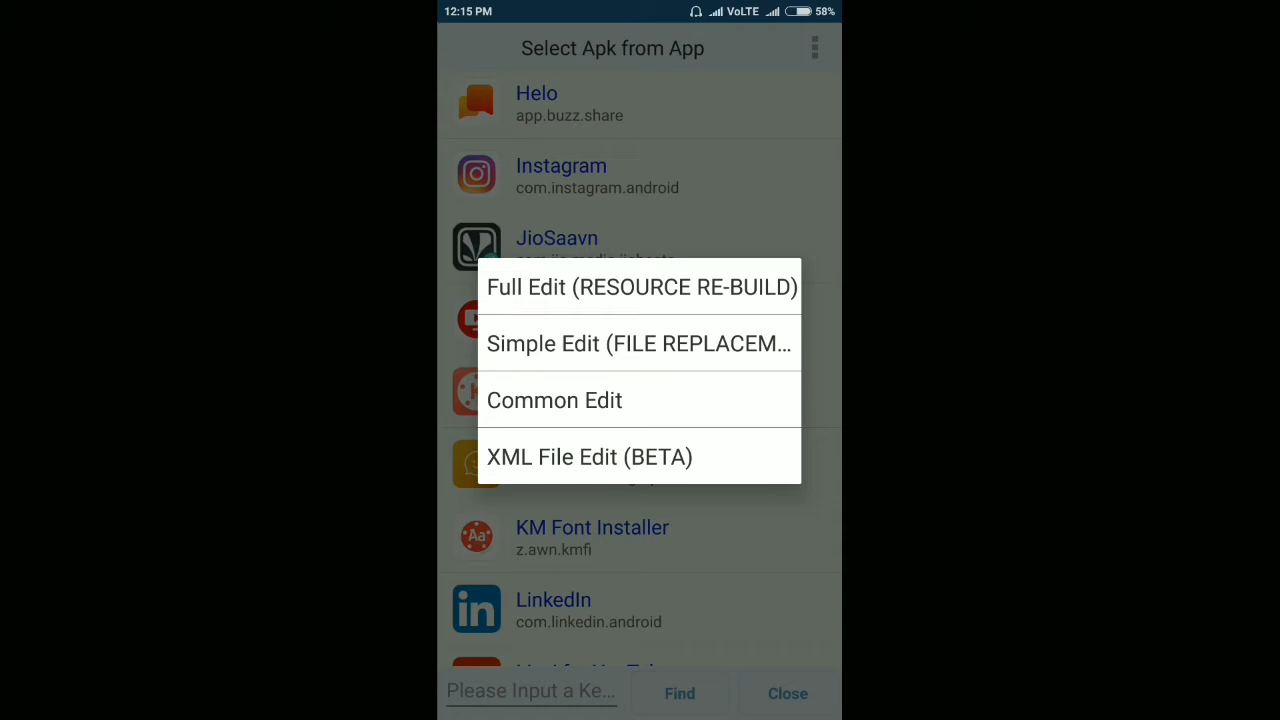 12:15 PM
VoLTE
58%
Select Apk from App
Helo
app.buzz.share
Instagram
com.instagram.android
JioSaavn
Full Edit (RESOURCE RE-BUILD)
Simple Edit (FILE REPLACEM...
Common Edit
XML File Edit (BETA)
Aa
KM Font Installer
z.awn.kmfi
in
LinkedIn
com.linkedin.android
Please Input a Ke...
Find
Close